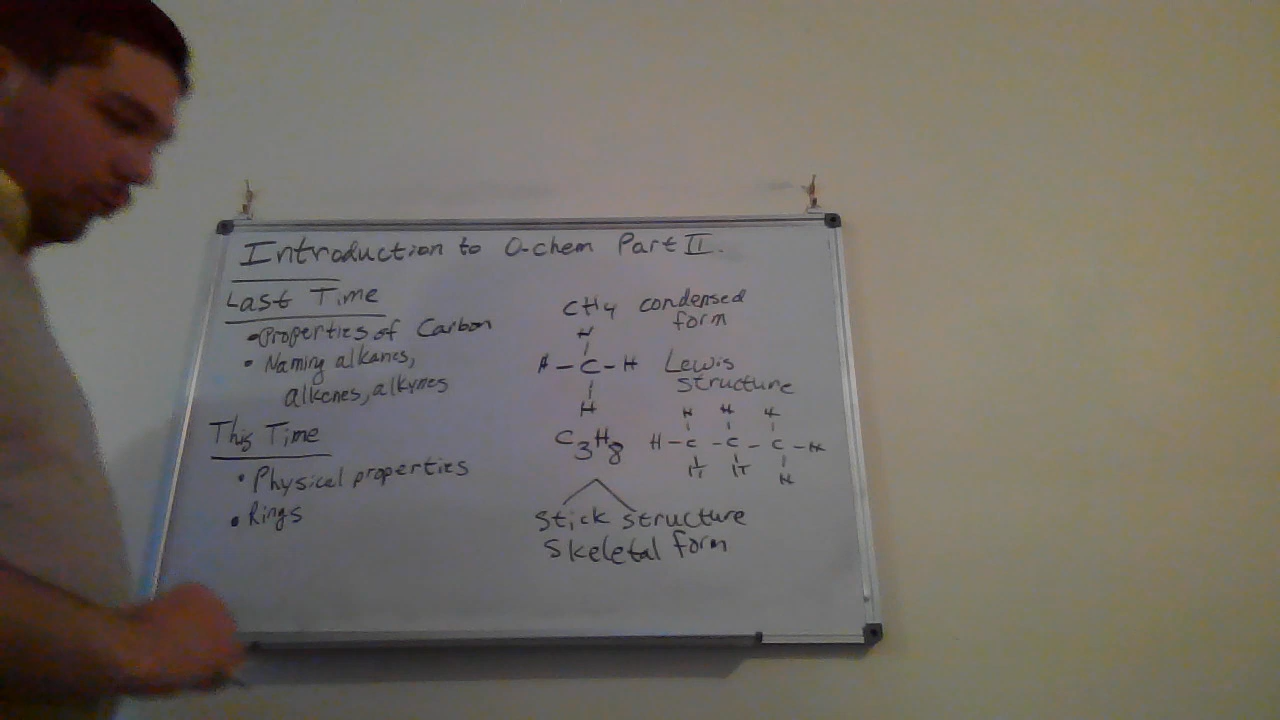 Introduction to O-chem Part II.
Last Time
• Properties of Carbon
• Naming alkanes,
alkenes, alkynes
This Time
• Physical properties
• Rings
CH4 condensed
form
H
H - C - H Lewis
structure
H
C3H8
H H H
H - C - C - C - H
H H H
Stick structure
Skeletal form